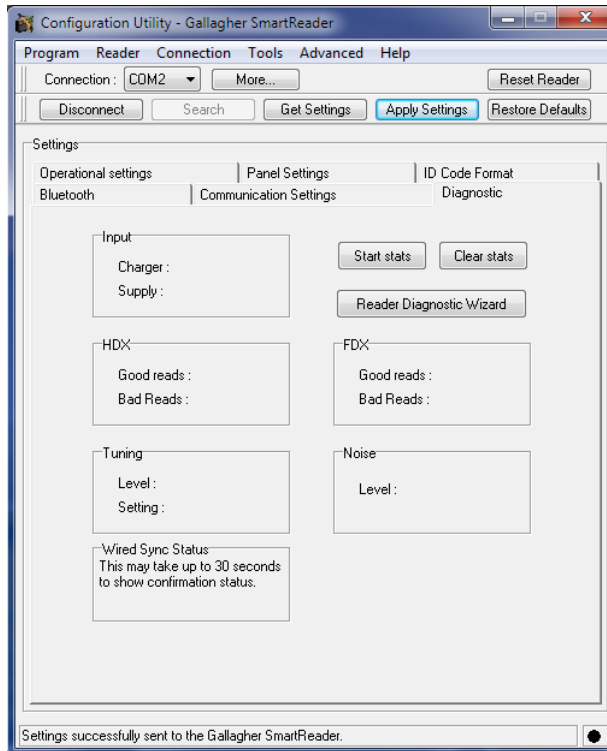 Configuration Utility - Gallagher SmartReader
Program Reader Connection Tools Advanced Help
Connection : COM2 More... Reset Reader
Disconnect Search Get Settings Apply Settings Restore Defaults
Settings
Operational settings Panel Settings ID Code Format
Bluetooth Communication Settings Diagnostic
Input
Charger :
Supply :
Start stats Clear stats
Reader Diagnostic Wizard
HDX
Good reads :
Bad Reads :
FDX
Good reads :
Bad Reads :
Tuning
Level :
Setting :
Noise
Level :
Wired Sync Status
This may take up to 30 seconds
to show confirmation status.
Settings successfully sent to the Gallagher SmartReader.